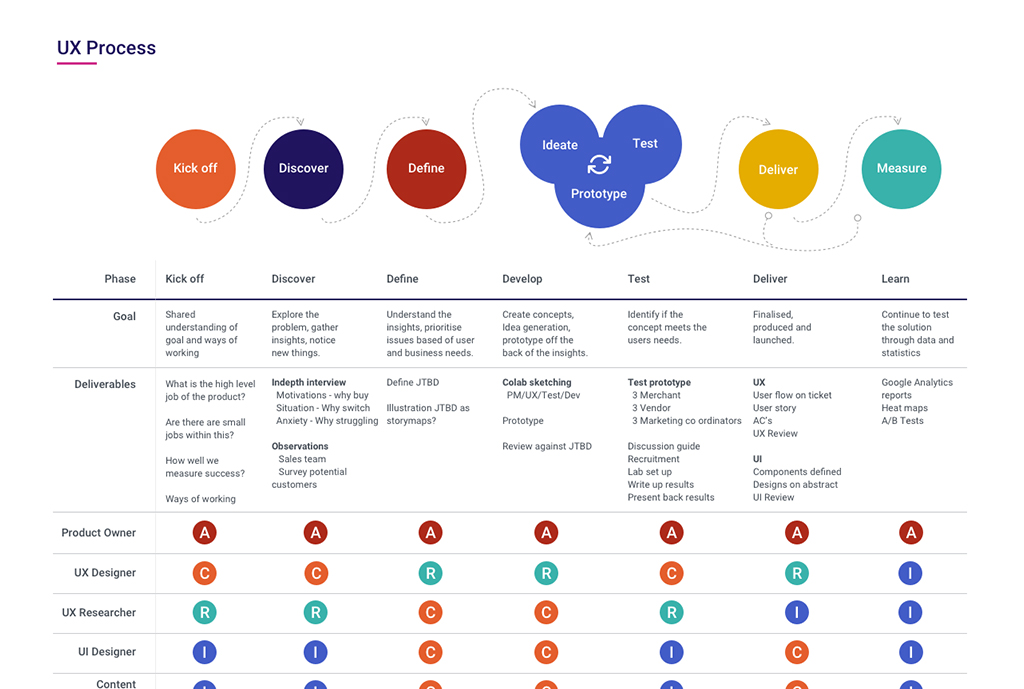 UX Process
Kick off
Discover
Define
Ideate
Test
Prototype
Deliver
Measure
Phase
Kick off
Discover
Define
Develop
Test
Deliver
Learn
Goal
Shared
understanding of
goal and ways of
working
Explore the
problem, gather
insights, notice
new things.
Understand the
insights, prioritise
issues based of user
and business needs.
Create concepts,
Idea generation,
prototype off the
back of the insights.
Identify if the
concept meets the
users needs.
Finalised,
produced and
launched.
Continue to test
the solution
through data and
statistics
Deliverables
What is the high level
job of the product?
Are there are small
jobs within this?
How well we
measure success?
Ways of working
Indepth interview
Motivations - why buy
Situation - Why switch
Anxiety - Why struggling
Observations
Sales team
Survey potential
customers
Define JTBD
Illustration JTBD as
storymaps?
Colab sketching
PM/UX/Test/Dev
Prototype
Review against JTBD
Test prototype
3 Merchant
3 Vendor
3 Marketing co ordinators
Discussion guide
Recruitment
Lab set up
Write up results
Present back results
UX
User flow on ticket
User story
AC's
UX Review
UI
Components defined
Designs on abstract
UI Review
Google Analytics
reports
Heat maps
A/B Tests
Product Owner A A A A A A A
UX Designer C C R R C R I
UX Researcher R R C C R I I
UI Designer I I C C I C I
Content